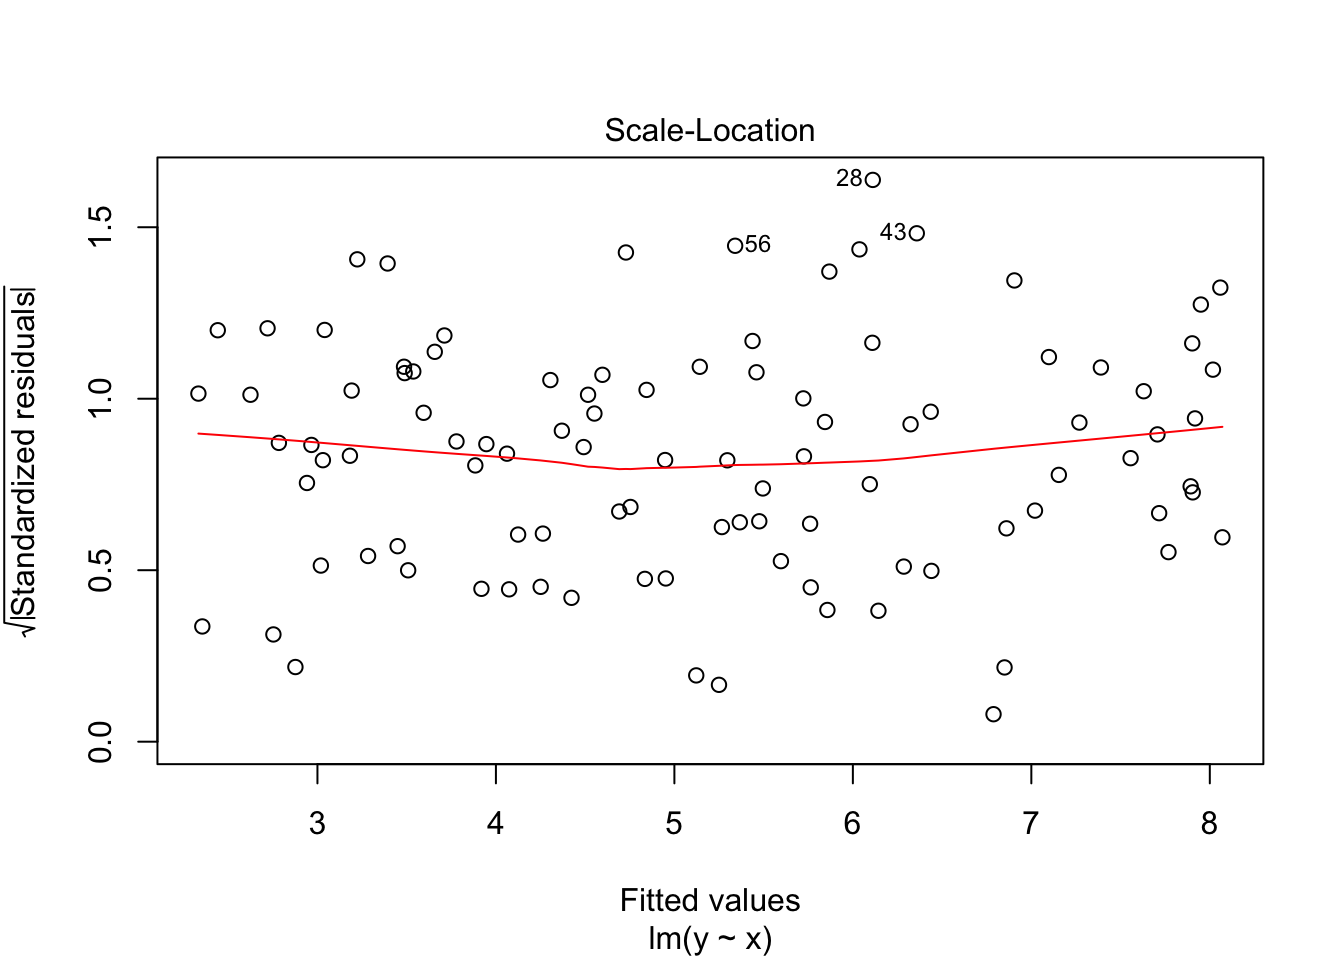 Scale-Location
28
43
56
√|Standardized residuals|
0.0 0.5 1.0 1.5
3 4 5 6 7 8
Fitted values
lm(y ~ x)